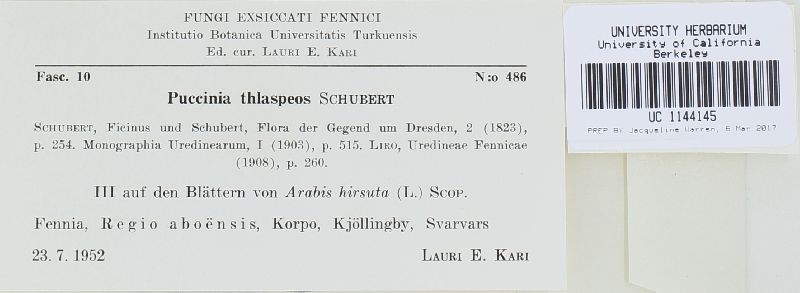 FUNGI EXSICCATI FENNICI
Institutio Botanica Universitatis Turkuensis
Ed. cur. LAURI E. KARI
Fasc. 10 N:o 486
Puccinia thlaspeos SCHUBERT
SCHUBERT, Ficinus und Schubert, Flora der Gegend um Dresden, 2 (1823),
p. 254. Monographia Uredinearum, I (1903), p. 515. LIRO, Uredineae Fennicae
(1908), p. 260.
III auf den Blättern von Arabis hirsuta (L.) SCOP.
Fennia, Regio aboënsis, Korpo, Kjöllingby, Svarvars
23. 7. 1952 LAURI E. KARI
UNIVERSITY HERBARIUM
University of California
Berkeley
UC 1144145
PREP BY Jacqueline Warren, 6 Mar 2017